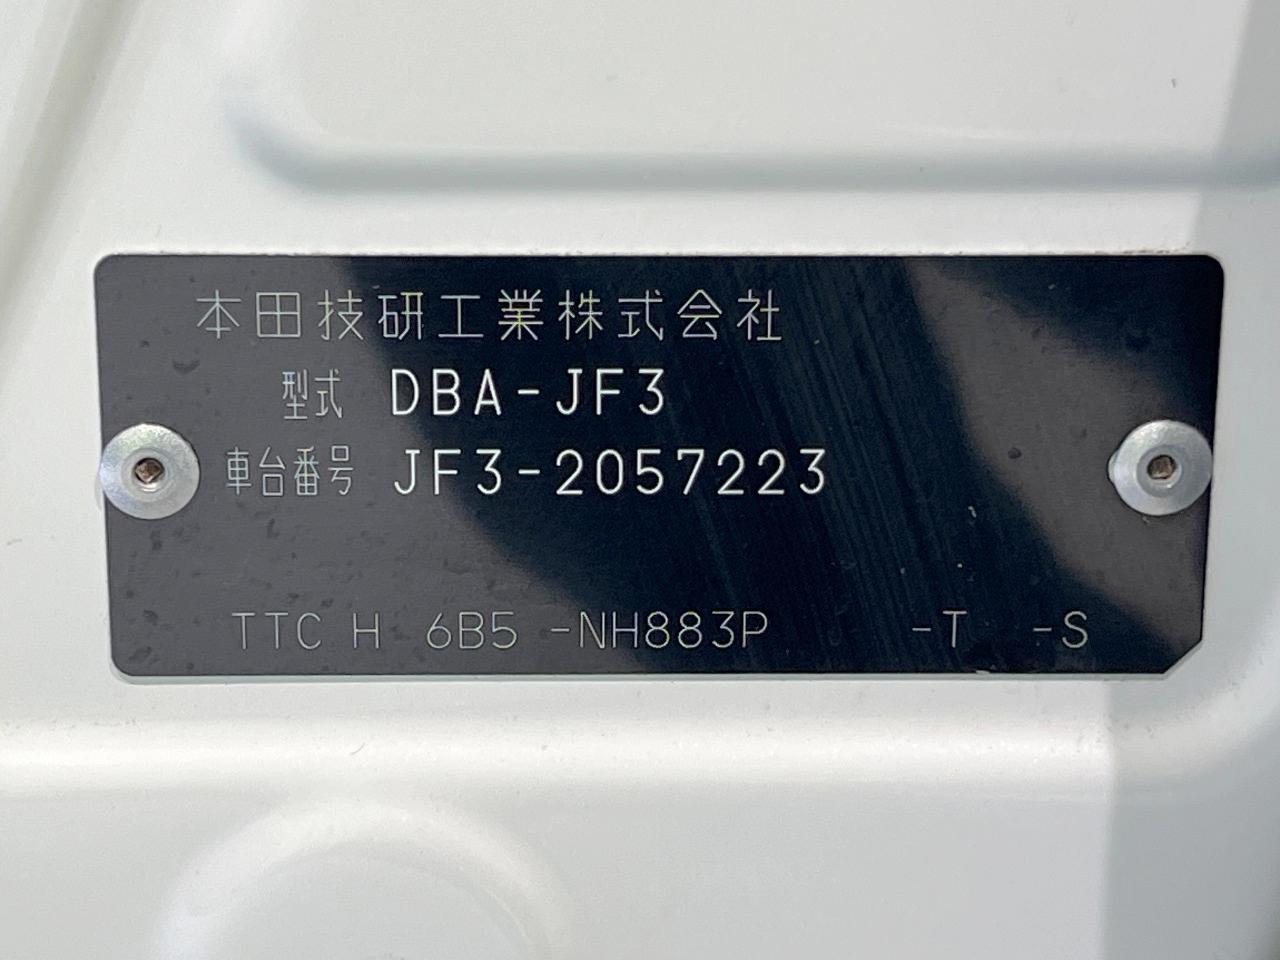 本田技研工業株式会社
型式 DBA-JF3
車台番号 JF3-2057223
TTC H 6B5 -NH883P -T -S